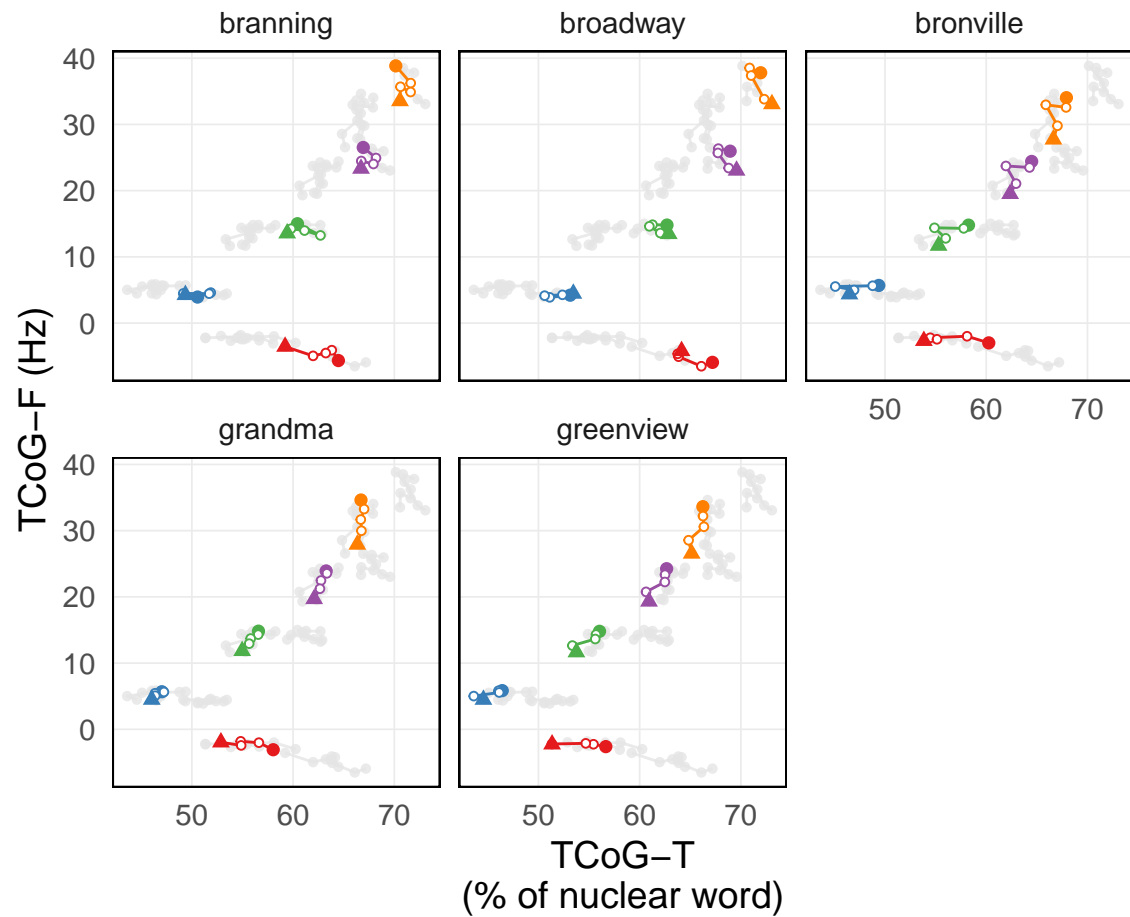 branning broadway bronville
40
30
20
10
0
50 60 70
grandma greenview
40
30
20
10
0
50 60 70 50 60 70
TCoG−F (Hz)
TCoG−T
(% of nuclear word)